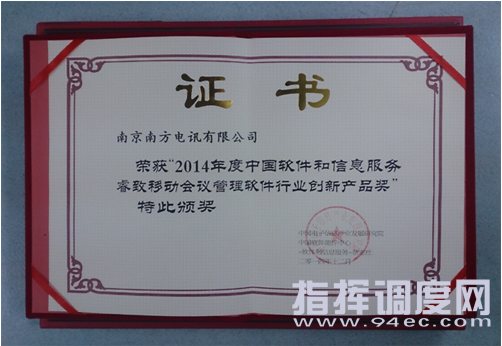 证书
南京南方电讯有限公司
荣获"2014年度中国软件和信息服务
睿致移动会议管理软件行业创新产品奖"
特此颁奖
指挥调度网
www.94ec.com